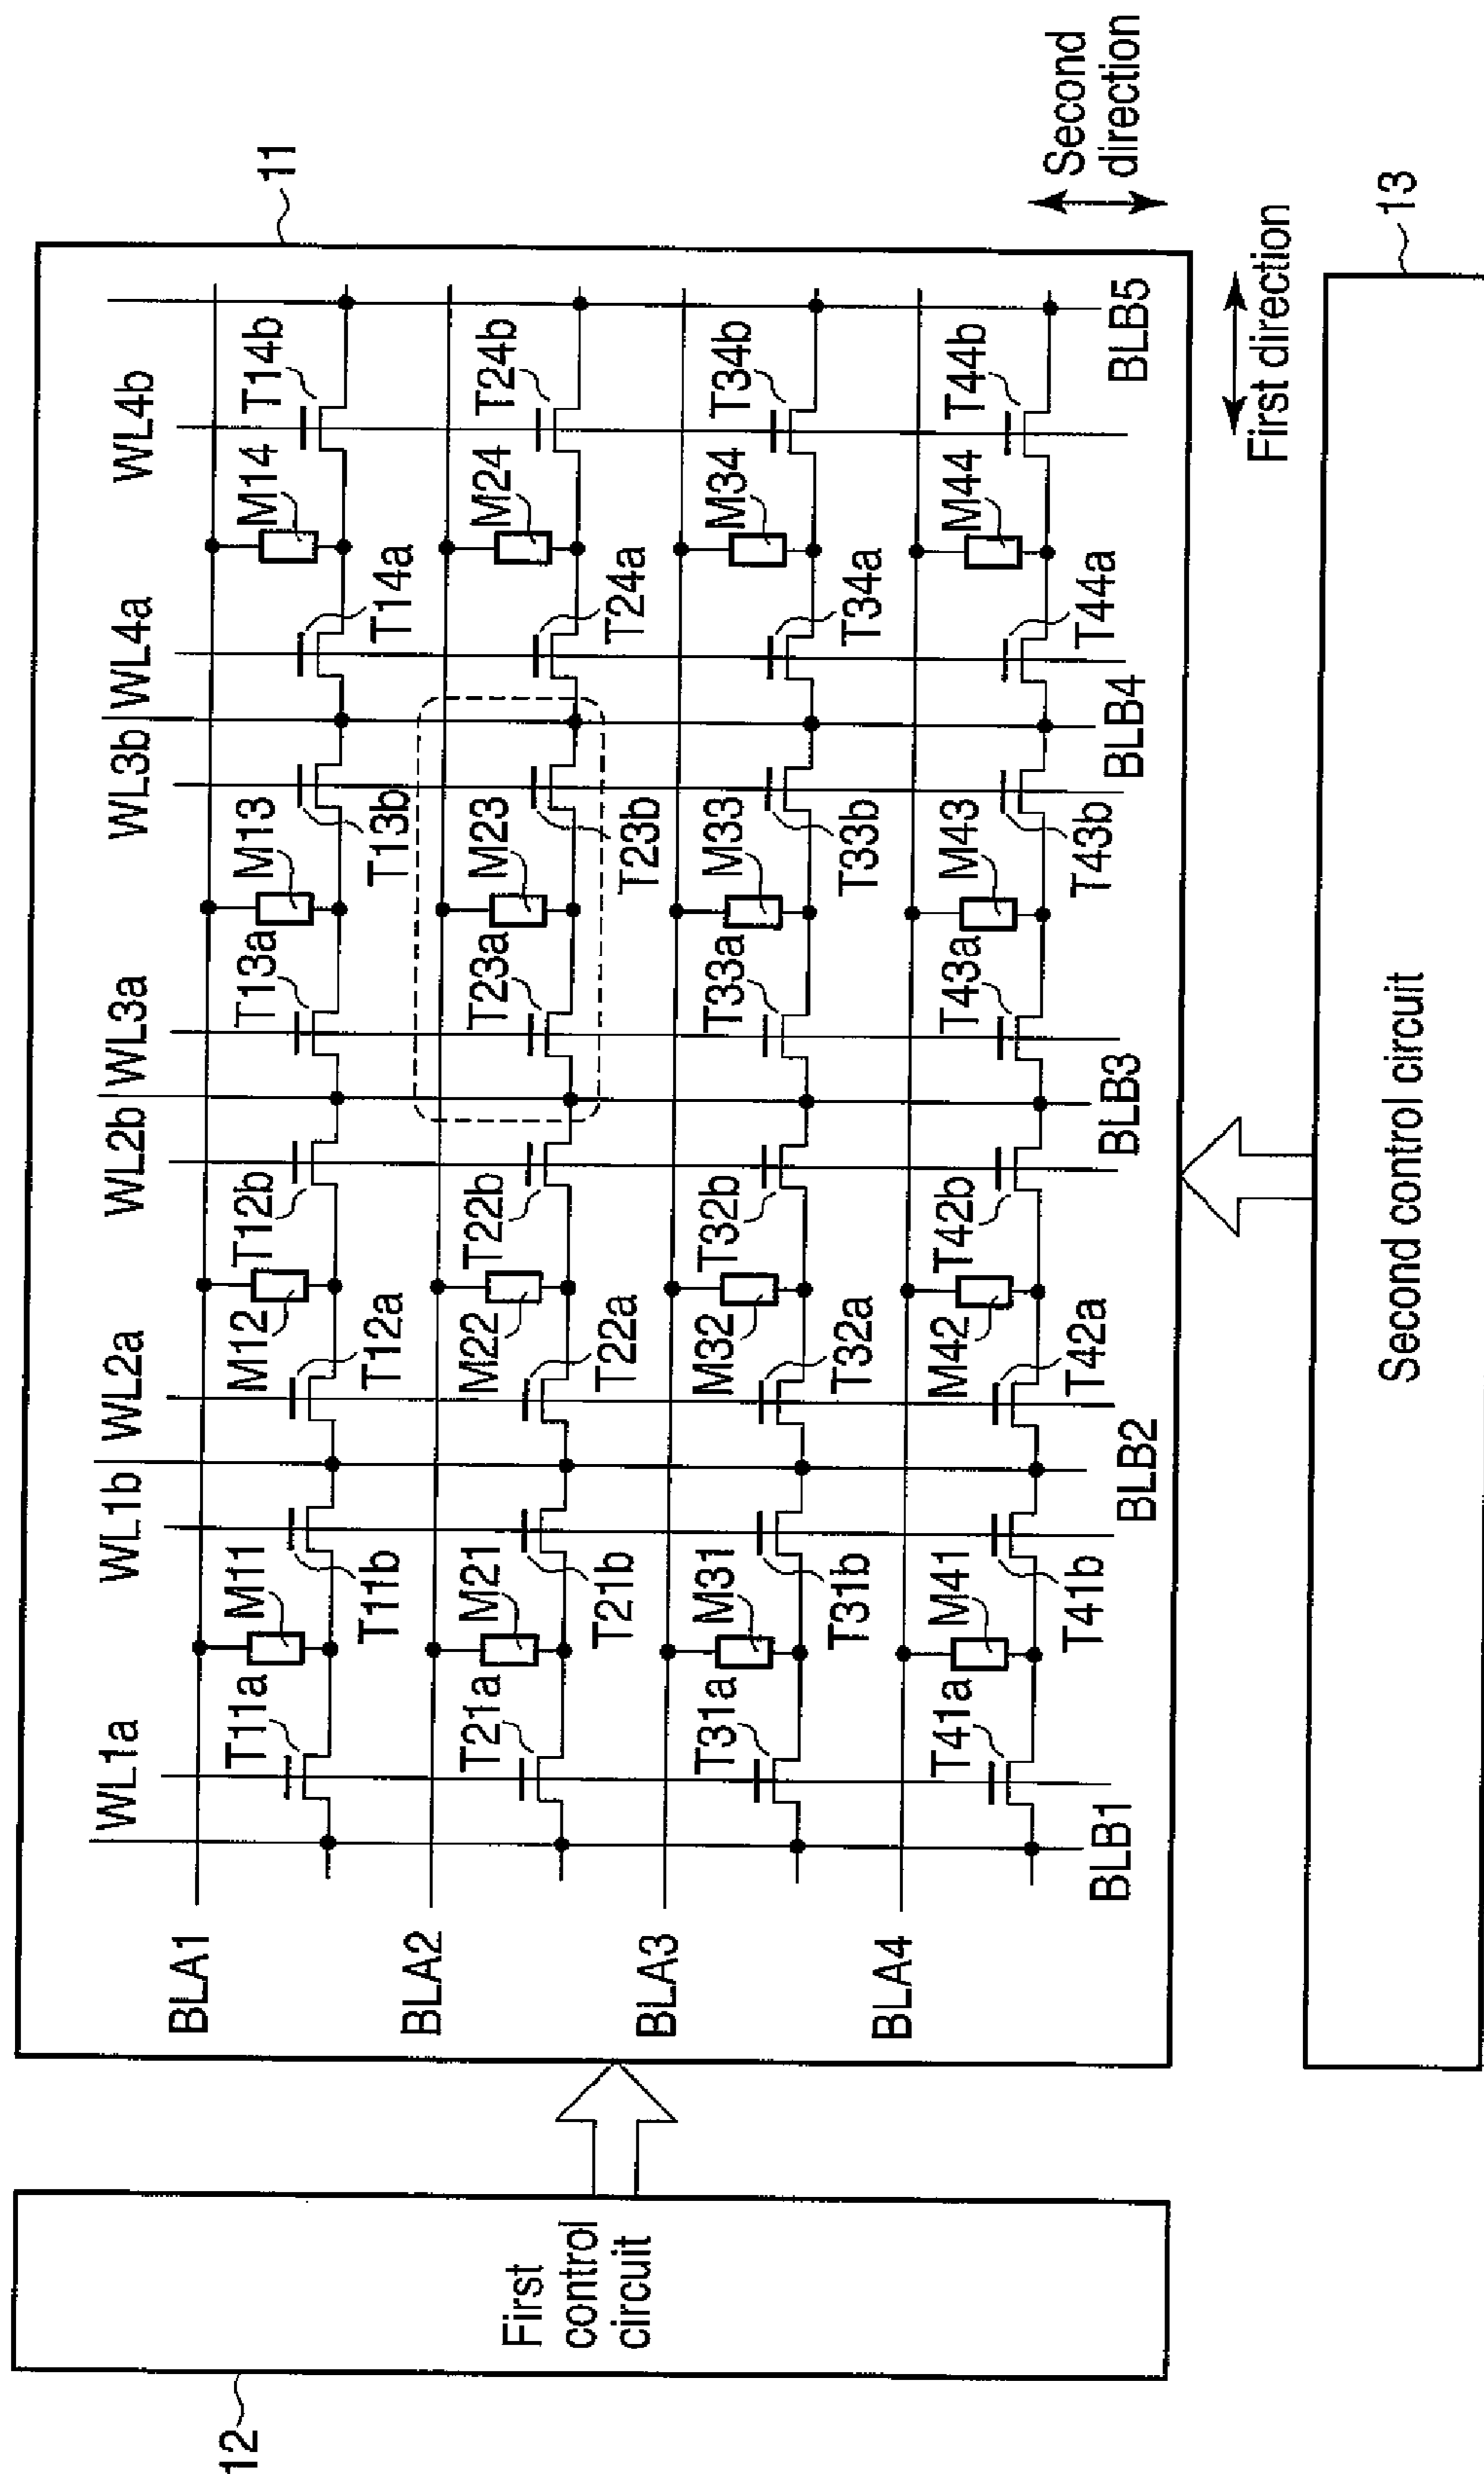 12
First
control
circuit
11
WL1a
WL1b
WL2a
WL2b
WL3a
WL3b
WL4a
WL4b
BLA1
T11a
M11
T11b
M12
T12a
T12b
T13a
M13
T13b
T14a
M14
T14b
BLA2
T21a
M21
T21b
M22
T22a
T22b
T23a
M23
T23b
T24a
M24
T24b
BLA3
T31a
M31
T31b
M32
T32a
T32b
T33a
M33
T33b
T34a
M34
T34b
BLA4
T41a
M41
T41b
M42
T42a
T42b
T43a
M43
T43b
T44a
M44
T44b
BLB1
BLB2
BLB3
BLB4
BLB5
Second
direction
First direction
13
Second control circuit